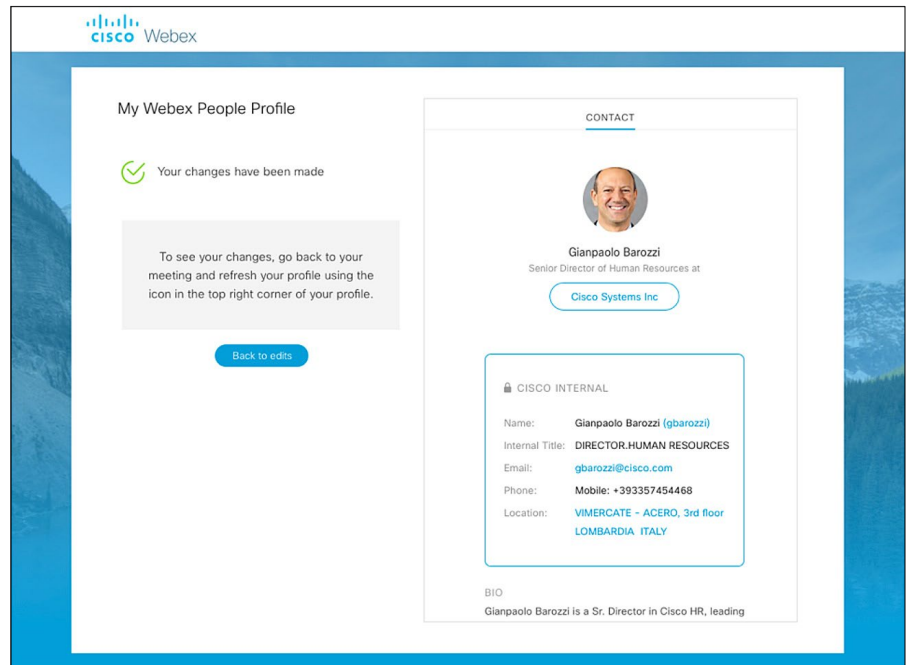 CISCO Webex
My Webex People Profile
Your changes have been made
To see your changes, go back to your
meeting and refresh your profile using the
icon in the top right corner of your profile.
Back to edits
CONTACT
Gianpaolo Barozzi
Senior Director of Human Resources at
Cisco Systems Inc
CISCO INTERNAL
Name: Gianpaolo Barozzi (gbarozzi)
Internal Title: DIRECTOR.HUMAN RESOURCES
Email: gbarozzi@cisco.com
Phone: Mobile: +393357454468
Location: VIMERCATE - ACERO, 3rd floor
LOMBARDIA ITALY
BIO
Gianpaolo Barozzi is a Sr. Director in Cisco HR, leading